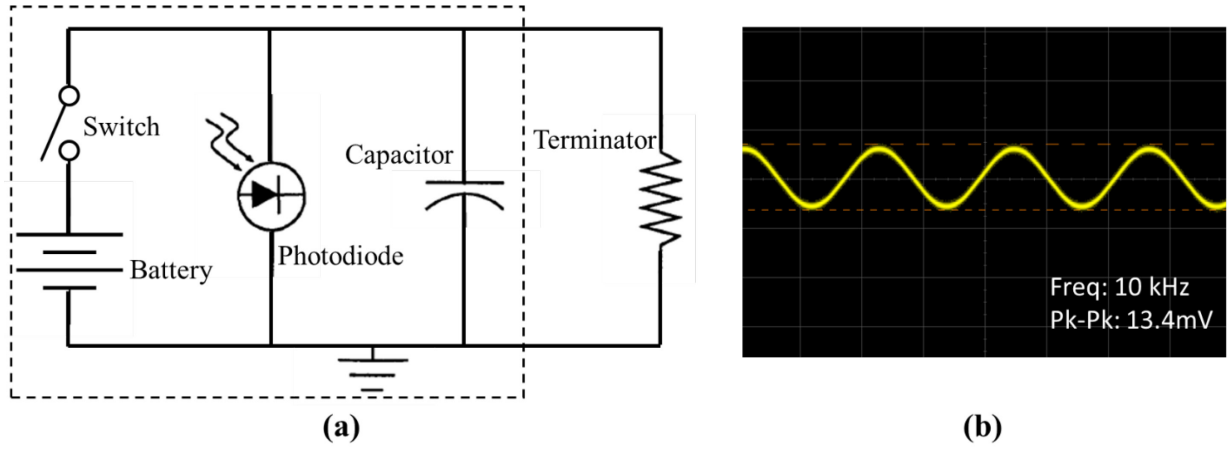 Switch
Battery
Photodiode
Capacitor
Terminator
(a)
Freq: 10 kHz
Pk-Pk: 13.4mV
(b)